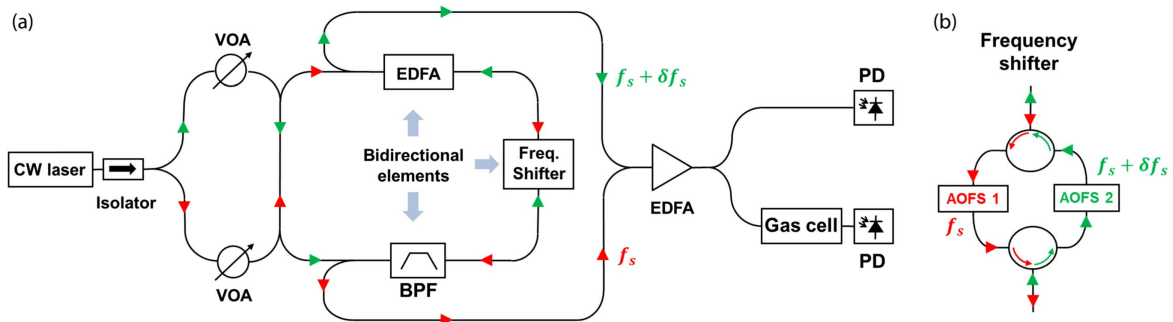 (a)
VOA
CW laser
Isolator
VOA
EDFA
Bidirectional
elements
Freq.
Shifter
BPF
fₛ + δfₛ
fₛ
EDFA
PD
Gas cell
PD
(b)
Frequency
shifter
fₛ + δfₛ
AOFS 1
AOFS 2
fₛ